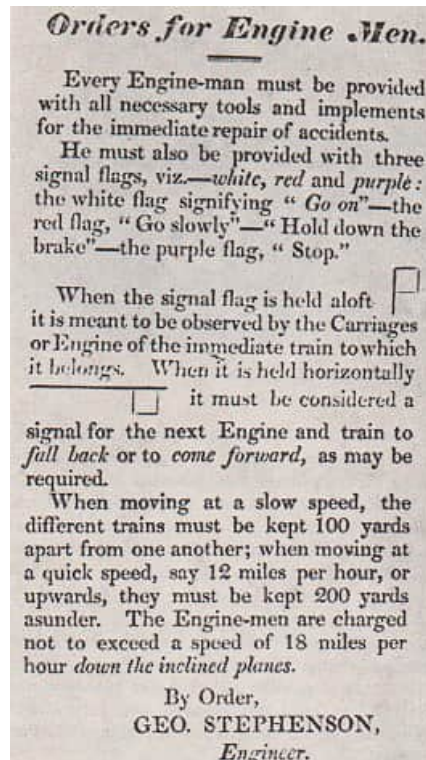 Orders for Engine Men.
Every Engine-man must be provided
with all necessary tools and implements
for the immediate repair of accidents.
He must also be provided with three
signal flags, viz.—white, red and purple:
the white flag signifying “ Go on”—the
red flag, “ Go slowly”—“ Hold down the
brake”—the purple flag, “ Stop.”
When the signal flag is held aloft
it is meant to be observed by the Carriages
or Engine of the immediate train to which
it belongs. When it is held horizontally
it must be considered a
signal for the next Engine and train to
fall back or to come forward, as may be
required.
When moving at a slow speed, the
different trains must be kept 100 yards
apart from one another; when moving at
a quick speed, say 12 miles per hour, or
upwards, they must be kept 200 yards
asunder. The Engine-men are charged
not to exceed a speed of 18 miles per
hour down the inclined planes.
By Order,
GEO. STEPHENSON,
Engineer.